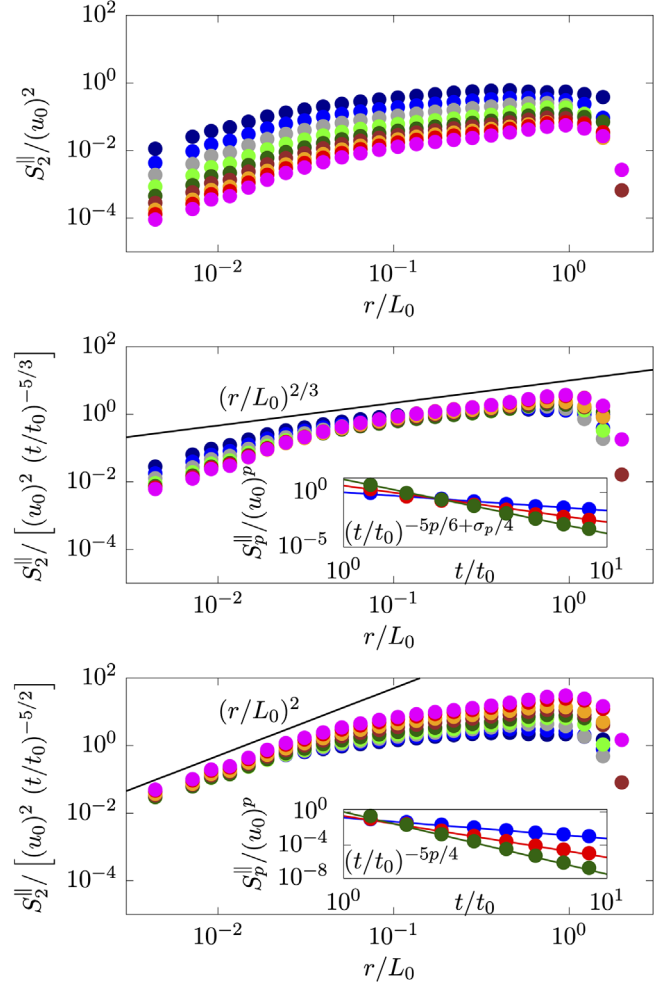 10^2
10^0
10^{-2}
10^{-4}
S_2^{||}/(u_0)^2
10^{-2} 10^{-1} 10^0
r/L_0
10^2
10^0
10^{-2}
10^{-4}
S_2^{||}/[(u_0)^2 (t/t_0)^{-5/3}]
(r/L_0)^{2/3}
S_p^{||}/(u_0)^p
10^0
10^{-5}
(t/t_0)^{-5p/6+σ_p/4}
10^0 t/t_0 10^1
10^{-2} 10^{-1} 10^0
r/L_0
10^2
10^0
10^{-2}
10^{-4}
S_2^{||}/[(u_0)^2 (t/t_0)^{-5/2}]
(r/L_0)^2
S_p^{||}/(u_0)^p
10^0
10^{-4}
10^{-8}
(t/t_0)^{-5p/4}
10^0 t/t_0 10^1
10^{-2} 10^{-1} 10^0
r/L_0